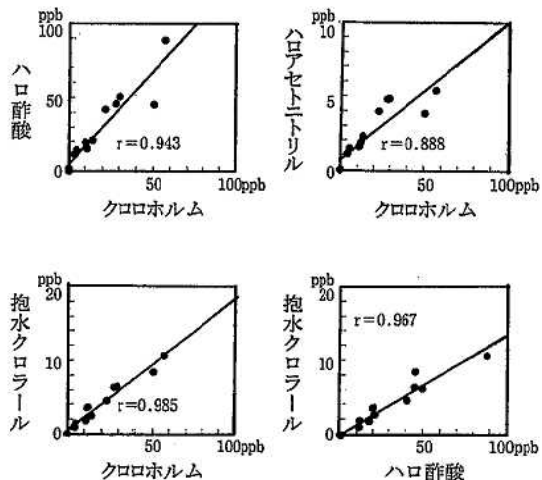 ppb
100
50
0
ハロ酢酸
r=0.943
50
100ppb
クロロホルム
ppb
10
5
0
ハロアセトニトリル
r=0.888
50
100ppb
クロロホルム
ppb
20
10
0
抱水クロラール
r=0.985
50
100ppb
クロロホルム
ppb
20
10
0
抱水クロラール
r=0.967
50
100ppb
ハロ酢酸